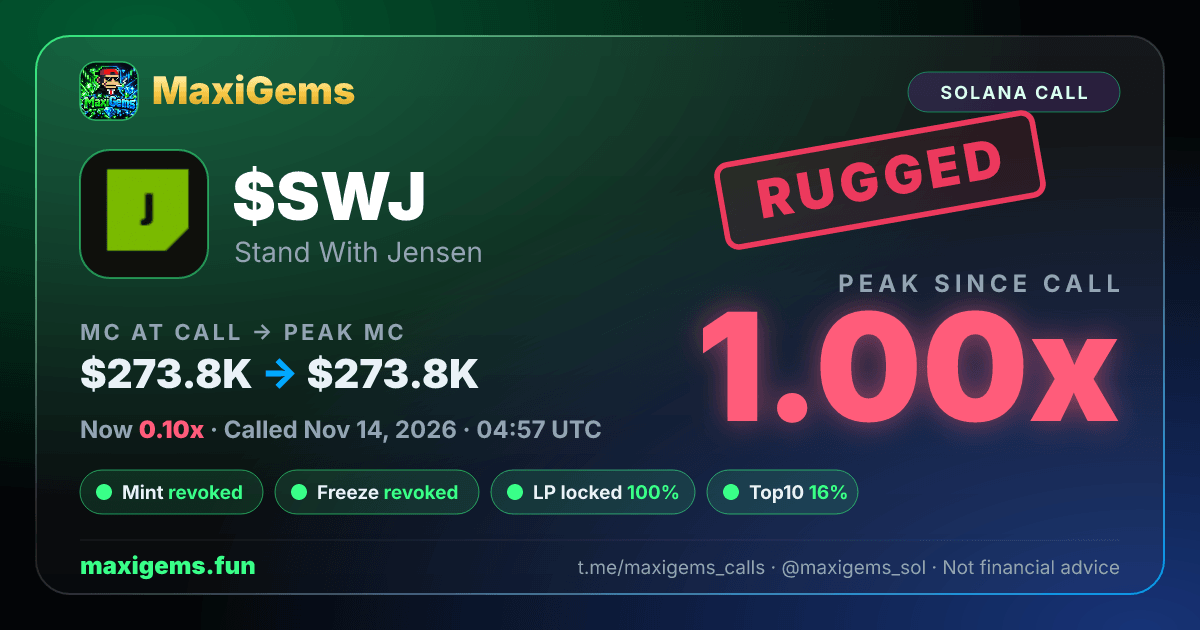 MaxiGems
MaxiGems
SOLANA CALL
RUGGED
J
$SWJ
Stand With Jensen
PEAK SINCE CALL
1.00x
MC AT CALL → PEAK MC
$273.8K → $273.8K
Now 0.10x · Called Nov 14, 2026 · 04:57 UTC
Mint revoked
Freeze revoked
LP locked 100%
Top10 16%
maxigems.fun
t.me/maxigems_calls · @maxigems_sol · Not financial advice